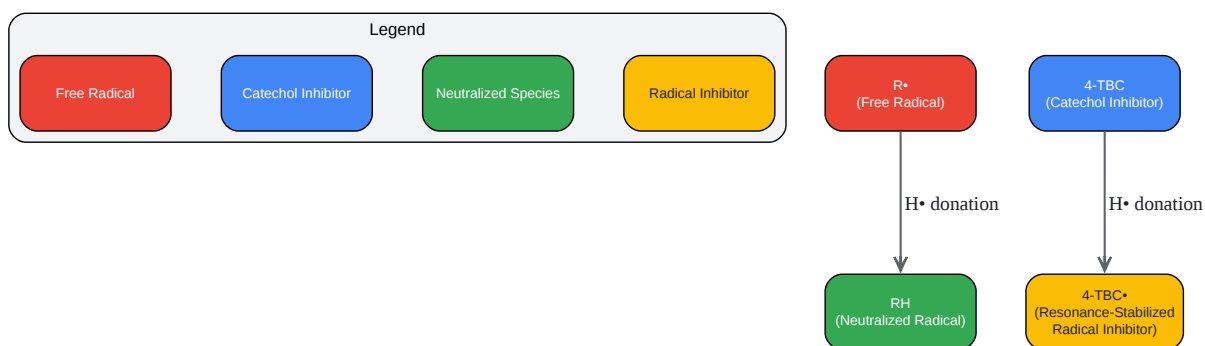 Legend
Free Radical
Catechol Inhibitor
Neutralized Species
Radical Inhibitor
R•
(Free Radical)
4-TBC
(Catechol Inhibitor)
H• donation
H• donation
RH
(Neutralized Radical)
4-TBC•
(Resonance-Stabilized
Radical Inhibitor)